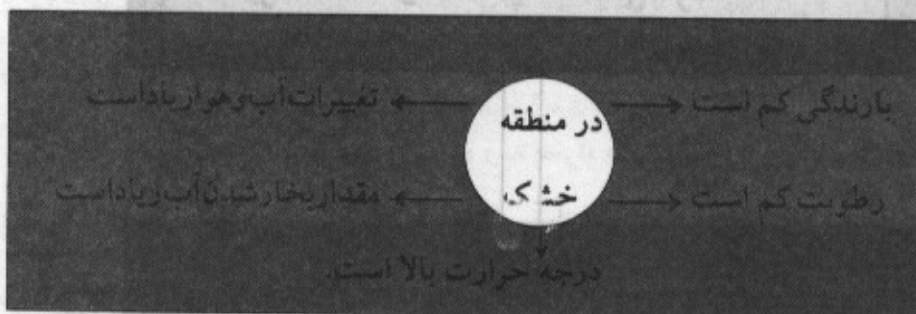 بارندگی کم است
در منطقه
تغییرات آب و هوا زیاد است
رطوبت کم است
خشک
مقدار بخار شدن آب زیاد است
درجه حرارت بالا است.